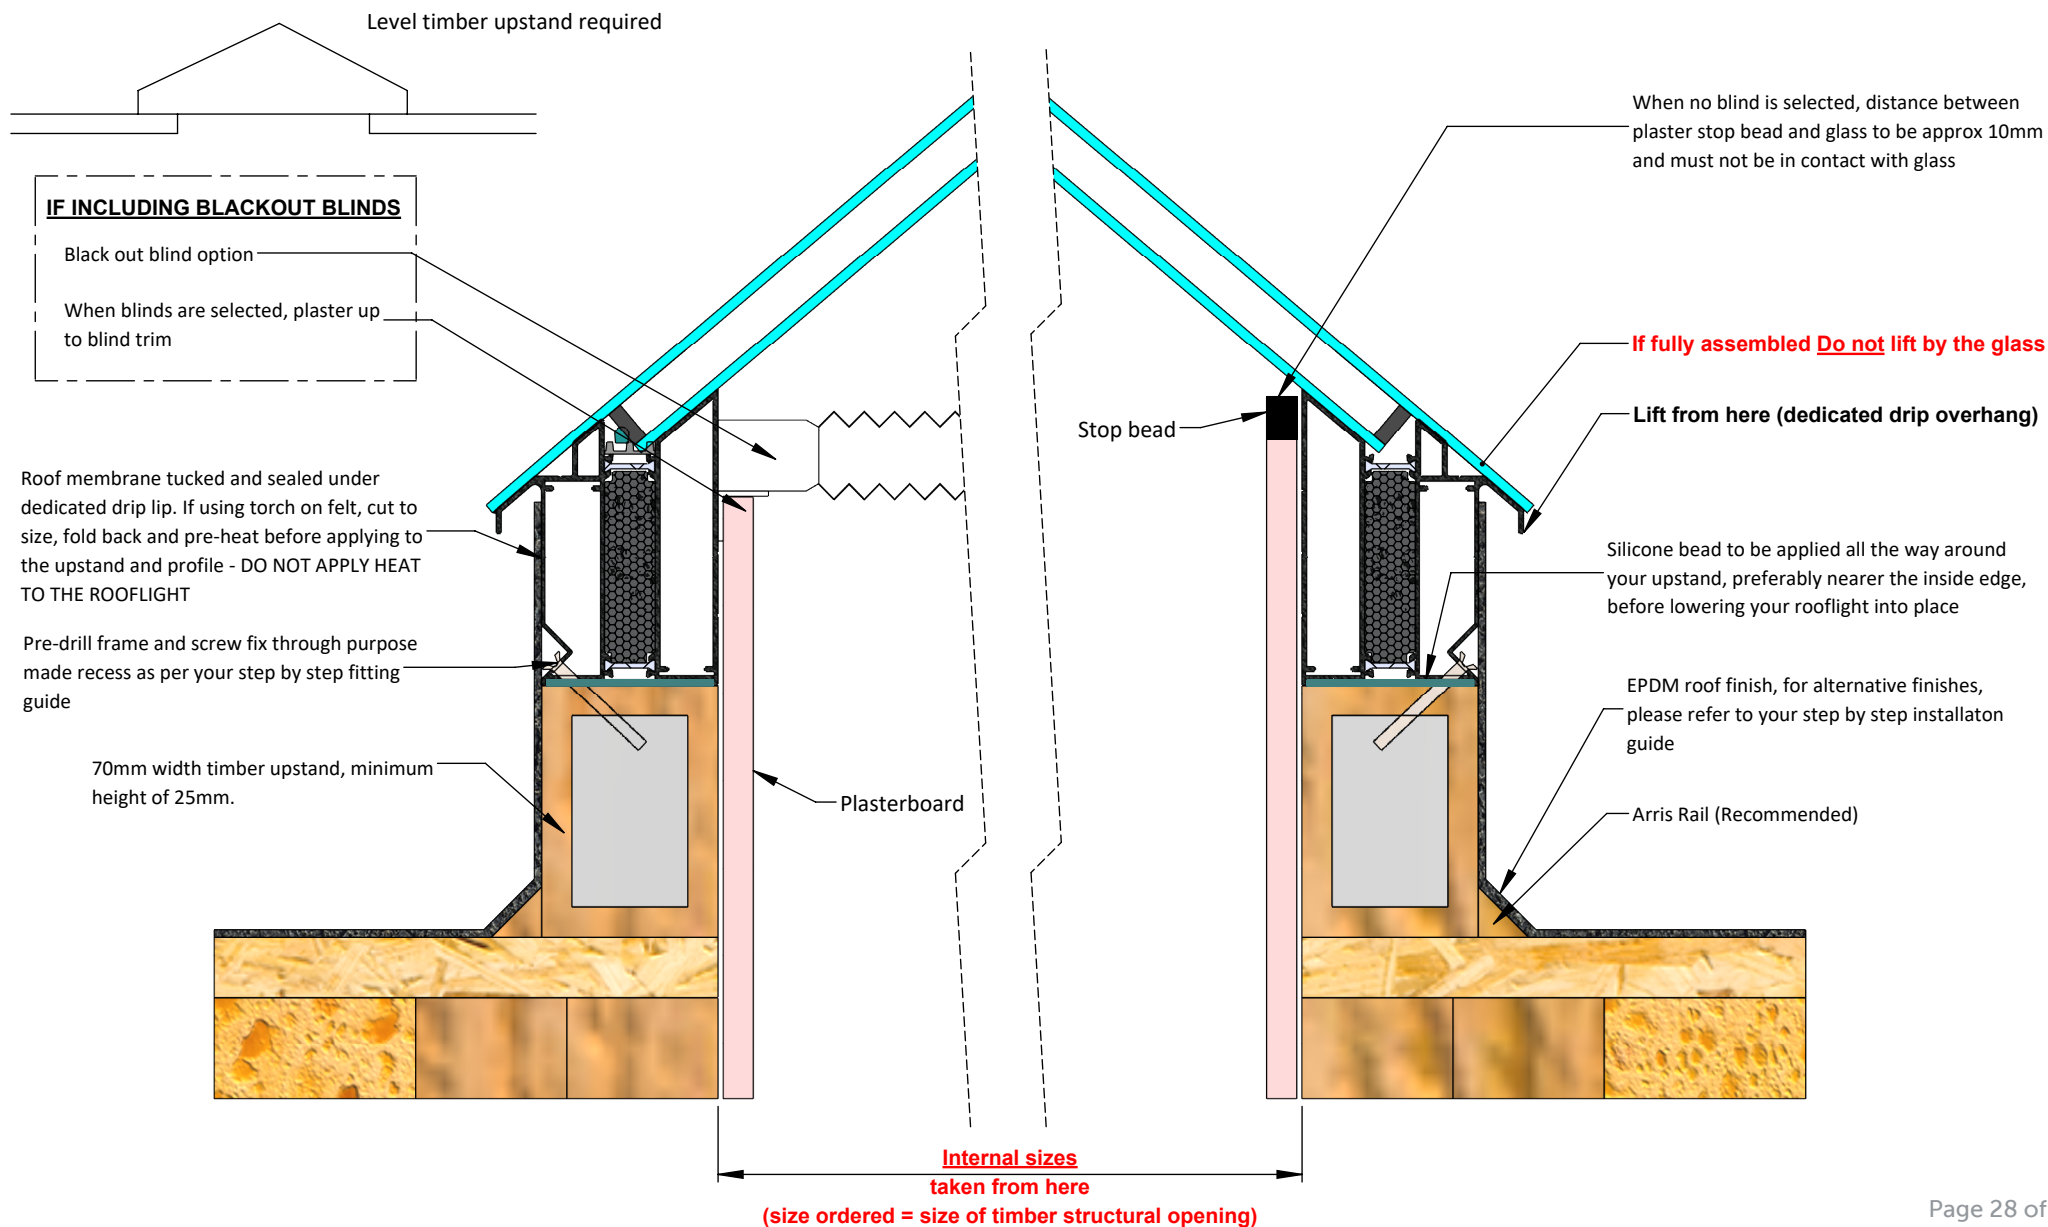 Level timber upstand required
IF INCLUDING BLACKOUT BLINDS
Black out blind option
When blinds are selected, plaster up
to blind trim
Roof membrane tucked and sealed under
dedicated drip lip. If using torch on felt, cut to
size, fold back and pre-heat before applying to
the upstand and profile - DO NOT APPLY HEAT
TO THE ROOFLIGHT
Pre-drill frame and screw fix through purpose
made recess as per your step by step fitting
guide
70mm width timber upstand, minimum
height of 25mm.
Plasterboard
Stop bead
When no blind is selected, distance between
plaster stop bead and glass to be approx 10mm
and must not be in contact with glass
If fully assembled Do not lift by the glass
Lift from here (dedicated drip overhang)
Silicone bead to be applied all the way around
your upstand, preferably nearer the inside edge,
before lowering your rooflight into place
EPDM roof finish, for alternative finishes,
please refer to your step by step installaton
guide
Arris Rail (Recommended)
Internal sizes
taken from here
(size ordered = size of timber structural opening)
Page 28 of